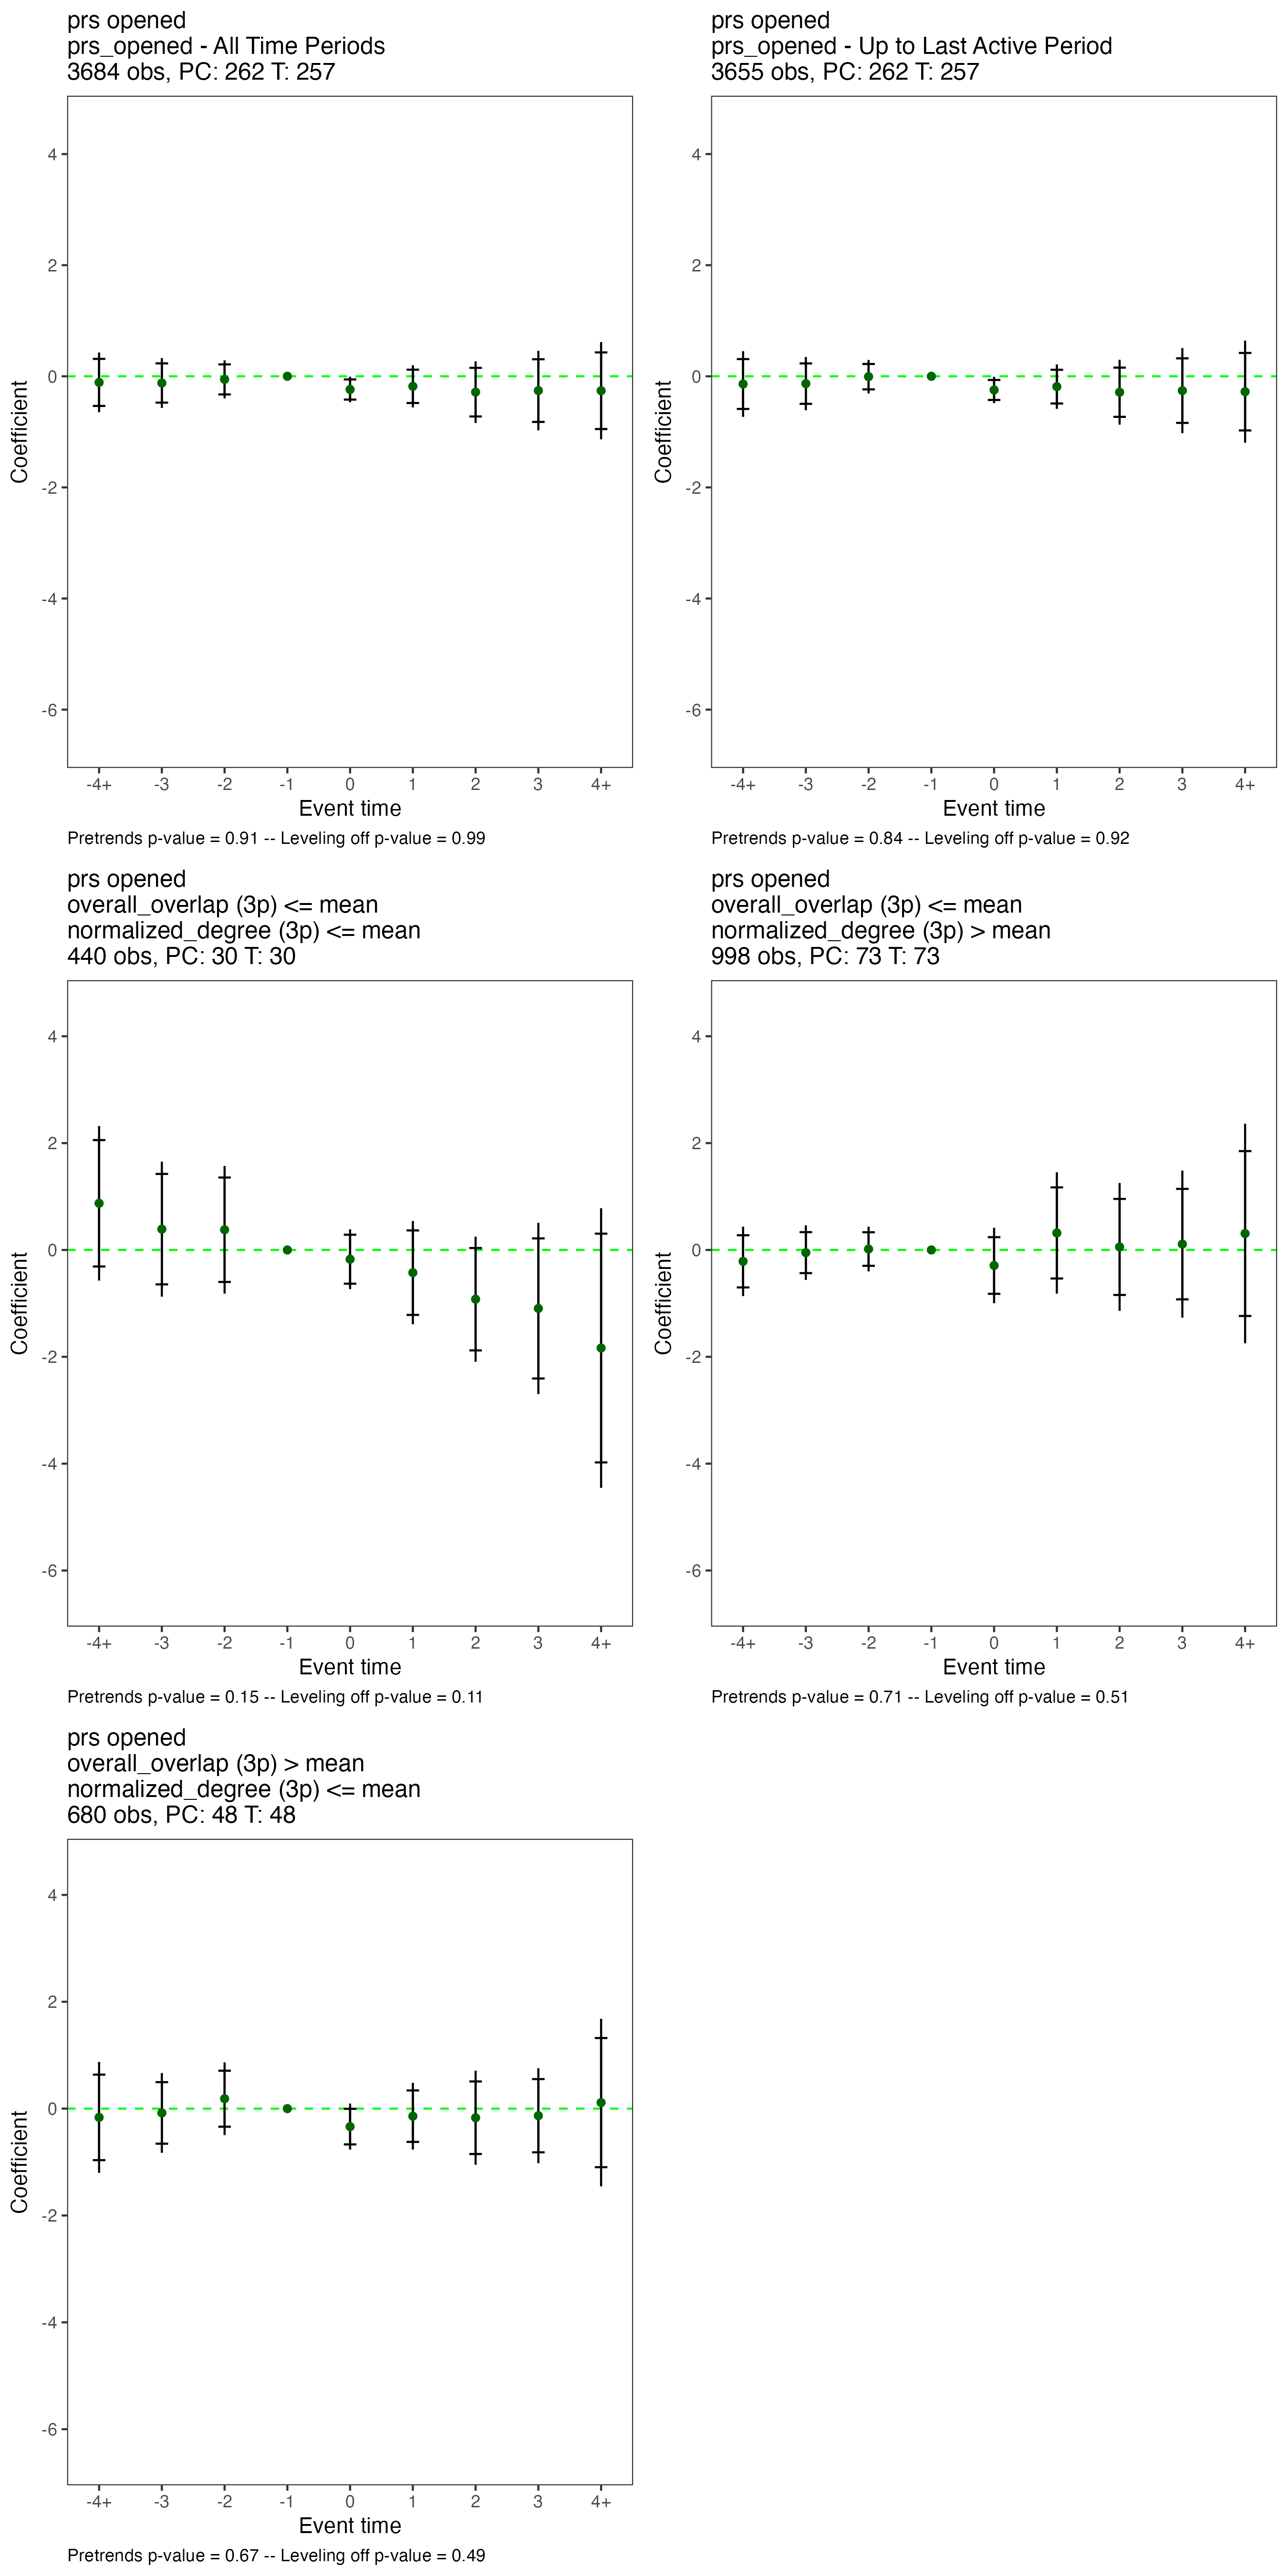 prs opened
prs_opened - All Time Periods
3684 obs, PC: 262 T: 257
4
2
0
-2
-4
-6
Coefficient
-4+ -3 -2 -1 0 1 2 3 4+
Event time
Pretrends p-value = 0.91 -- Leveling off p-value = 0.99
prs opened
prs_opened - Up to Last Active Period
3655 obs, PC: 262 T: 257
4
2
0
-2
-4
-6
Coefficient
-4+ -3 -2 -1 0 1 2 3 4+
Event time
Pretrends p-value = 0.84 -- Leveling off p-value = 0.92
prs opened
overall_overlap (3p) <= mean
normalized_degree (3p) <= mean
440 obs, PC: 30 T: 30
4
2
0
-2
-4
-6
Coefficient
-4+ -3 -2 -1 0 1 2 3 4+
Event time
Pretrends p-value = 0.15 -- Leveling off p-value = 0.11
prs opened
overall_overlap (3p) <= mean
normalized_degree (3p) > mean
998 obs, PC: 73 T: 73
4
2
0
-2
-4
-6
Coefficient
-4+ -3 -2 -1 0 1 2 3 4+
Event time
Pretrends p-value = 0.71 -- Leveling off p-value = 0.51
prs opened
overall_overlap (3p) > mean
normalized_degree (3p) <= mean
680 obs, PC: 48 T: 48
4
2
0
-2
-4
-6
Coefficient
-4+ -3 -2 -1 0 1 2 3 4+
Event time
Pretrends p-value = 0.67 -- Leveling off p-value = 0.49